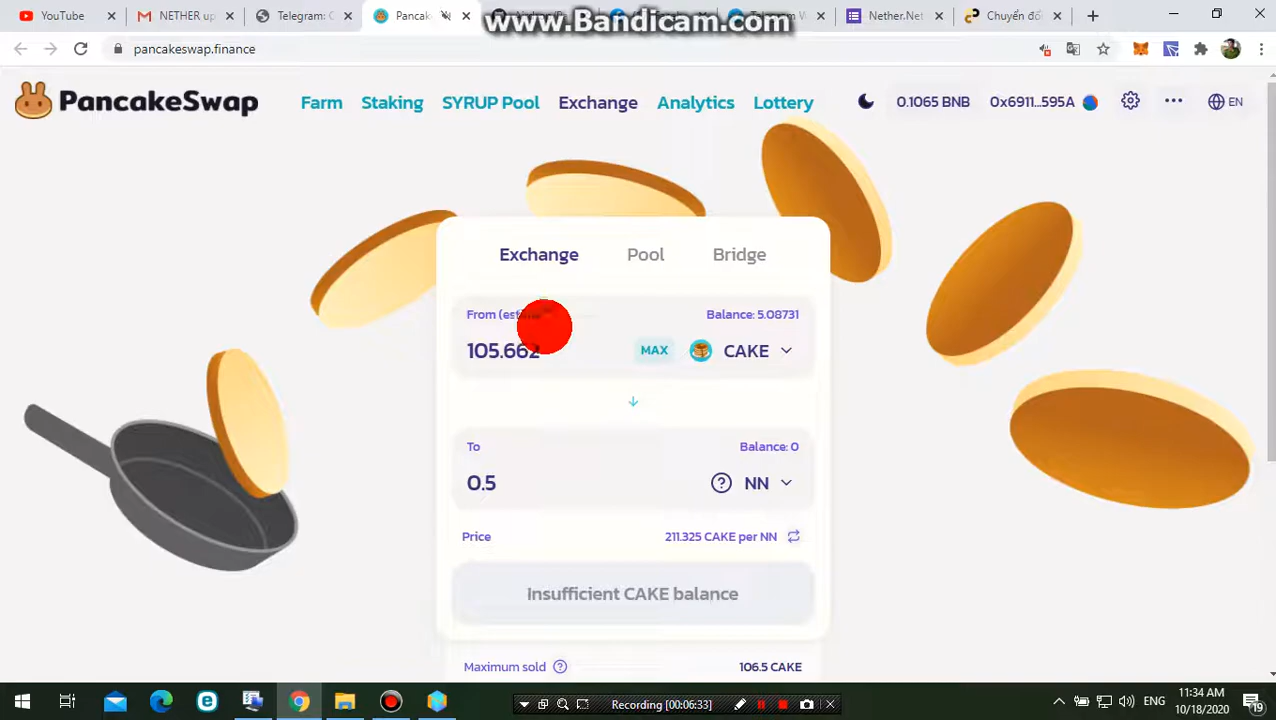 YouTube
NETHER up
Telegram: C
Pancak
www.Bandicam.com
Nether.Net
Chuyển đổ
pancakeswap.finance
PancakeSwap
Farm Staking SYRUP Pool Exchange Analytics Lottery
0.1065 BNB 0x6911...595A EN
Exchange Pool Bridge
From Balance: 5.08731
105.662 MAX CAKE
To Balance: 0
0.5 NN
Price 211.325 CAKE per NN
Insufficient CAKE balance
Maximum sold 106.5 CAKE
Recording [00:06:33]
ENG
11:34 AM
10/18/2020
19